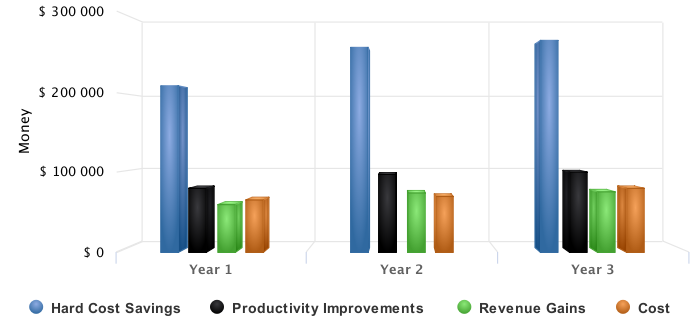 $ 300 000
$ 200 000
$ 100 000
$ 0
Money
Year 1
Year 2
Year 3
Hard Cost Savings
Productivity Improvements
Revenue Gains
Cost